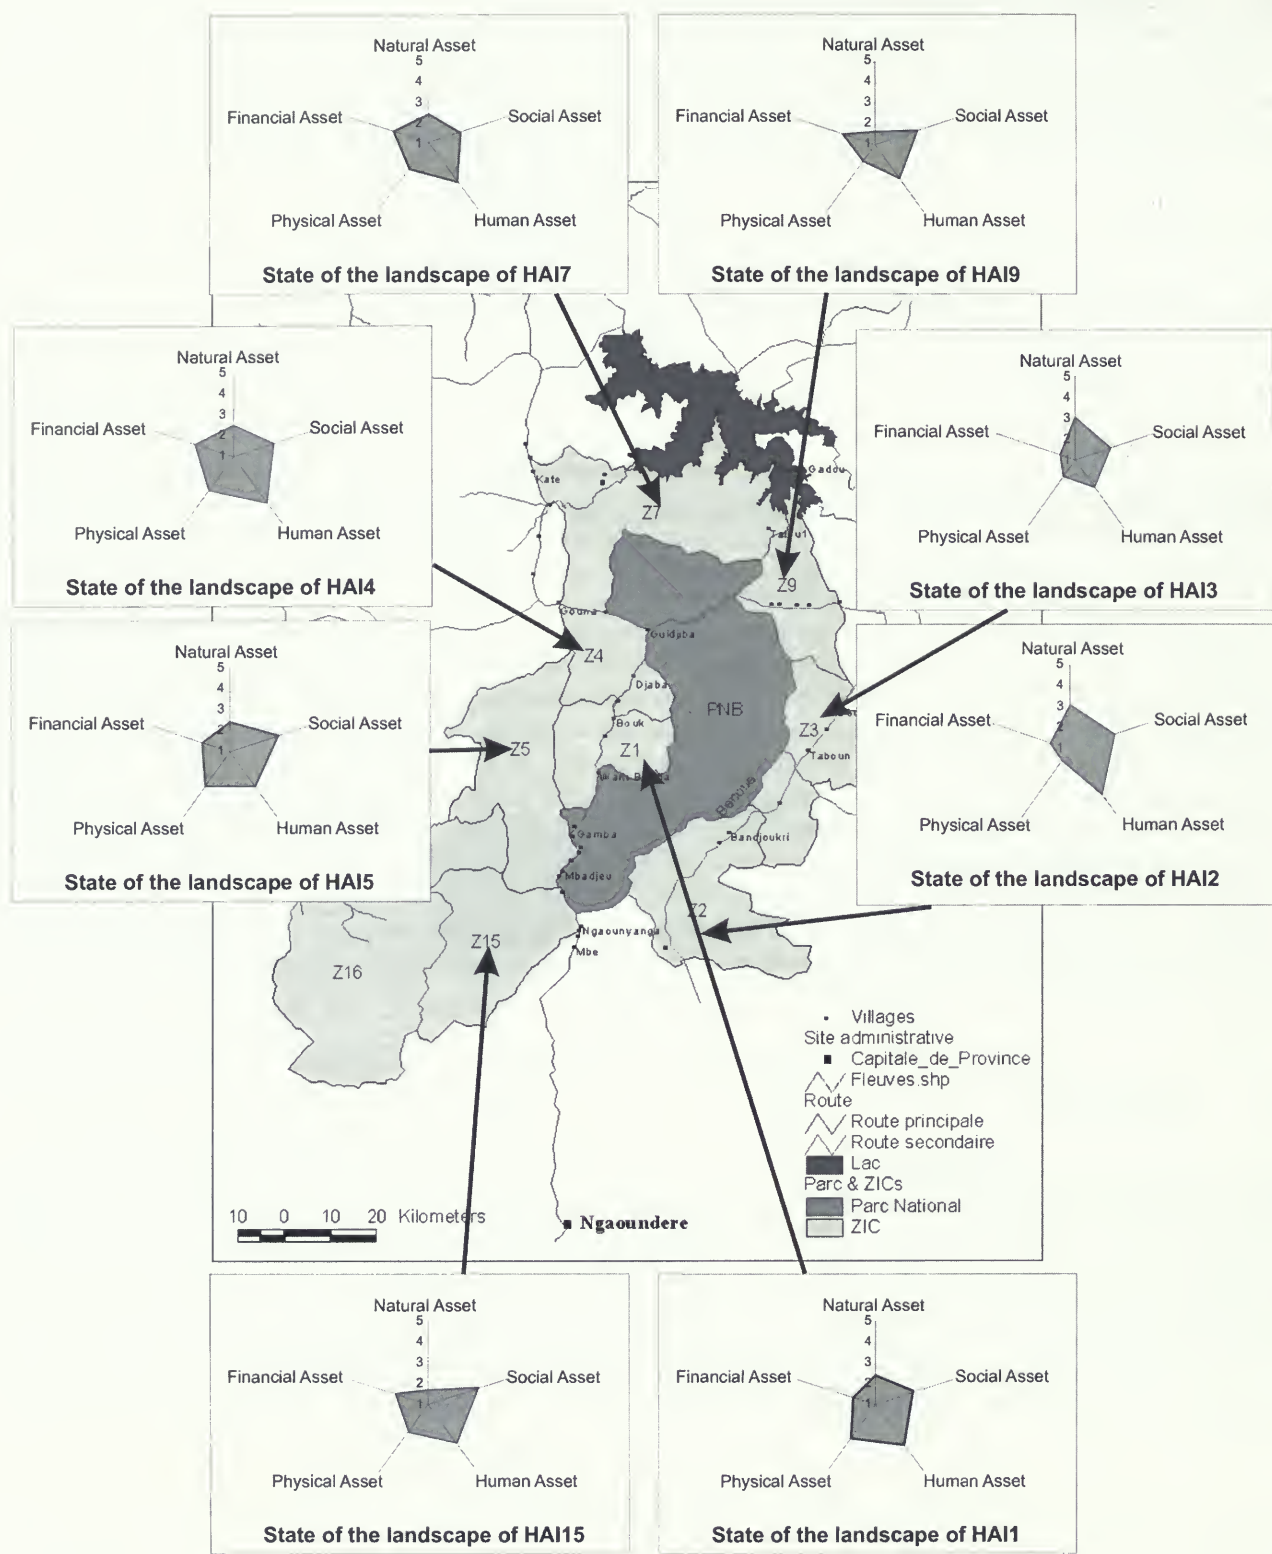 Natural Asset
5
4
3
2
1
Financial Asset
Social Asset
Physical Asset
Human Asset
State of the landscape of HAI7
Natural Asset
5
4
3
2
1
Financial Asset
Social Asset
Physical Asset
Human Asset
State of the landscape of HAI9
Natural Asset
5
4
3
2
1
Financial Asset
Social Asset
Physical Asset
Human Asset
State of the landscape of HAI4
Natural Asset
5
4
3
2
1
Financial Asset
Social Asset
Physical Asset
Human Asset
State of the landscape of HAI3
Natural Asset
5
4
3
2
1
Financial Asset
Social Asset
Physical Asset
Human Asset
State of the landscape of HAI5
Natural Asset
5
4
3
2
1
Financial Asset
Social Asset
Physical Asset
Human Asset
State of the landscape of HAI2
Gadou
Kate
Z7
Z9
Gouna
Guidjiba
Z4
Djaba
PNB
Bouk
Z1
Z3
Z5
Taboun
Gamba
Bandjoukri
Mbadjeu
Z2
Ngaounyanga
Z15
Mbe
Z16
Villages
Site administrative
Capitale_de_Province
Fleuves.shp
Route
Route principale
Route secondaire
Lac
Parc & ZICs
Parc National
ZIC
10 0 10 20 Kilometers
Ngaoundere
Natural Asset
5
4
3
2
1
Financial Asset
Social Asset
Physical Asset
Human Asset
State of the landscape of HAI15
Natural Asset
5
4
3
2
1
Financial Asset
Social Asset
Physical Asset
Human Asset
State of the landscape of HAI1